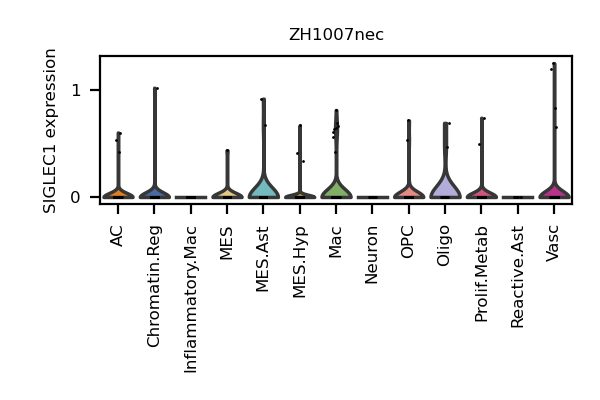 ZH1007nec
SIGLEC1 expression
1
0
AC
Chromatin.Reg
Inflammatory.Mac
MES
MES.Ast
MES.Hyp
Mac
Neuron
OPC
Oligo
Prolif.Metab
Reactive.Ast
Vasc